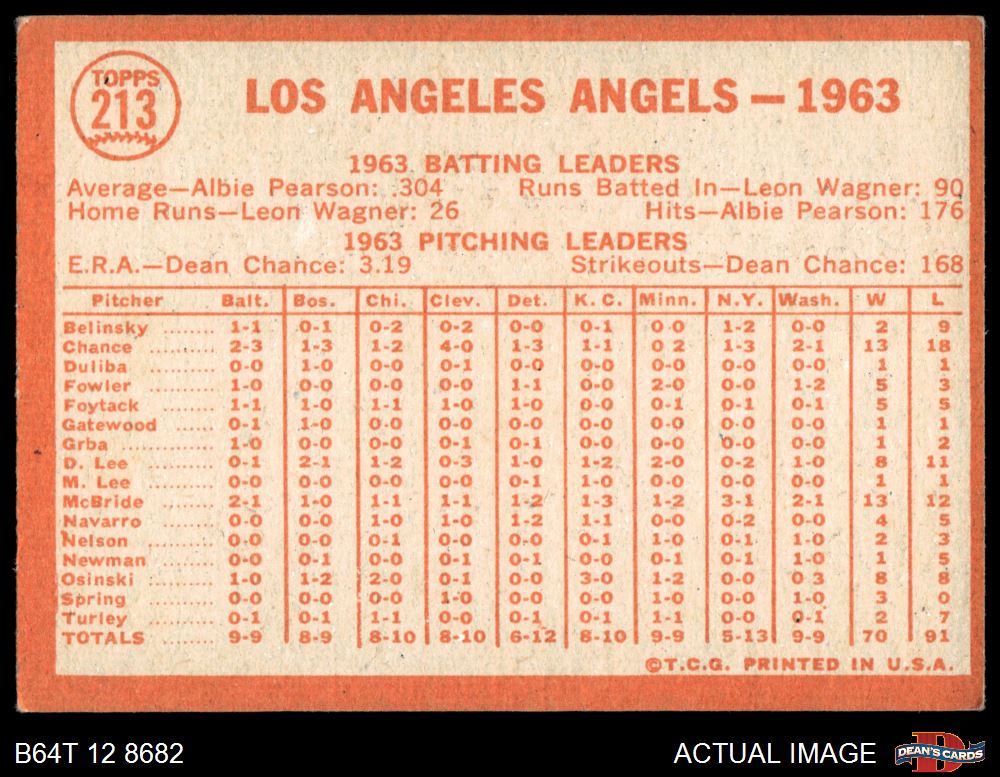 TOPPS
213
LOS ANGELES ANGELS — 1963
1963 BATTING LEADERS
Average—Albie Pearson: .304 Runs Batted In—Leon Wagner: 90
Home Runs—Leon Wagner: 26 Hits—Albie Pearson: 176
1963 PITCHING LEADERS
E.R.A.—Dean Chance: 3.19 Strikeouts—Dean Chance: 168
Pitcher Balt. Bos. Chi. Clev. Det. K. C. Minn. N.Y. Wash. W L
Belinsky ........ 1-1 0-1 0-2 0-2 0-0 0-1 0-0 1-2 0-0 2 9
Chance .......... 2-3 1-3 1-2 4-0 1-3 1-1 0 2 1-3 2-1 13 18
Duliba ........... 0-0 1-0 0-0 0-1 0-0 0-0 0-0 0-0 0-0 1 1
Fowler .......... 1-0 0-0 0-0 0-0 1-1 0-0 2-0 0-0 1-2 5 3
Foytack ........ 1-1 1-0 1-1 1-0 1-0 0-0 0-1 0-1 0-1 5 5
Gatewood ...... 0-1 1-0 0-0 0-0 0-0 0-0 0-0 0-0 0-0 1 1
Grba ............. 1-0 0-0 0-0 0-1 0-1 0-0 0-0 0-0 0-0 1 2
D. Lee .......... 0-1 2-1 1-2 0-3 1-0 1-2 2-0 0-2 1-0 8 11
M. Lee .......... 0-0 0-0 0-0 0-0 0-0 0-0 0-1 0-0 1-0 1 1
McBride ........ 2-1 1-0 1-1 1-1 1-2 1-3 1-2 3-1 2-1 13 12
Navarro ........ 0-0 0-0 1-0 1-0 1-2 1-1 0-0 0-2 0-0 4 5
Nelson .......... 0-0 0-0 0-1 0-0 0-0 0-1 1-0 0-1 1-0 2 3
Newman ........ 0-0 0-1 0-0 0-1 0-1 1-0 0-1 0-1 0-0 1 5
Osinski ......... 1-0 1-2 2-0 0-1 0-0 3-0 1-2 0-0 0 3 8 8
Spring .......... 0-0 0-0 0-0 1-0 0-0 0-0 1-0 0-0 1-0 3 0
Turley .......... 0-1 0-1 1-1 0-0 0-1 0-1 1-0 0-0 0-1 2 7
TOTALS 9-9 8-9 8-10 8-10 6-12 8-10 9-9 5-13 9-9 70 91
©T.C.G. PRINTED IN U.S.A.
B64T 12 8682 ACTUAL IMAGE DEAN'S CARDS